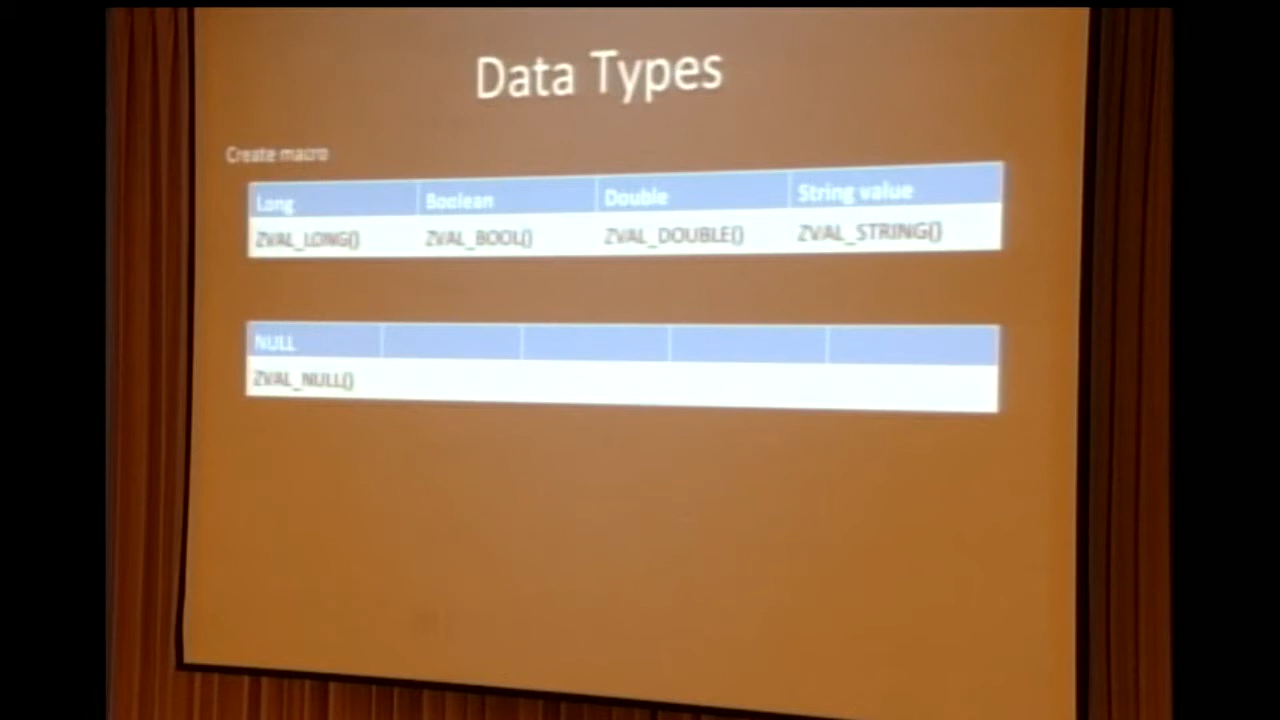 Data Types
Create macro
Long Boolean Double String value
ZVAL_LONG() ZVAL_BOOL() ZVAL_DOUBLE() ZVAL_STRING()
NULL
ZVAL_NULL()